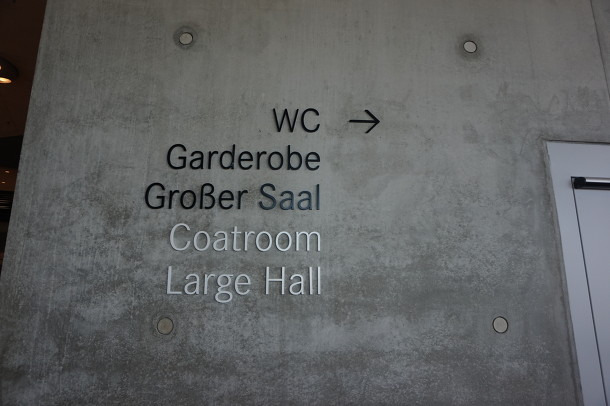 WC →
Garderobe
Großer Saal
Coatroom
Large Hall